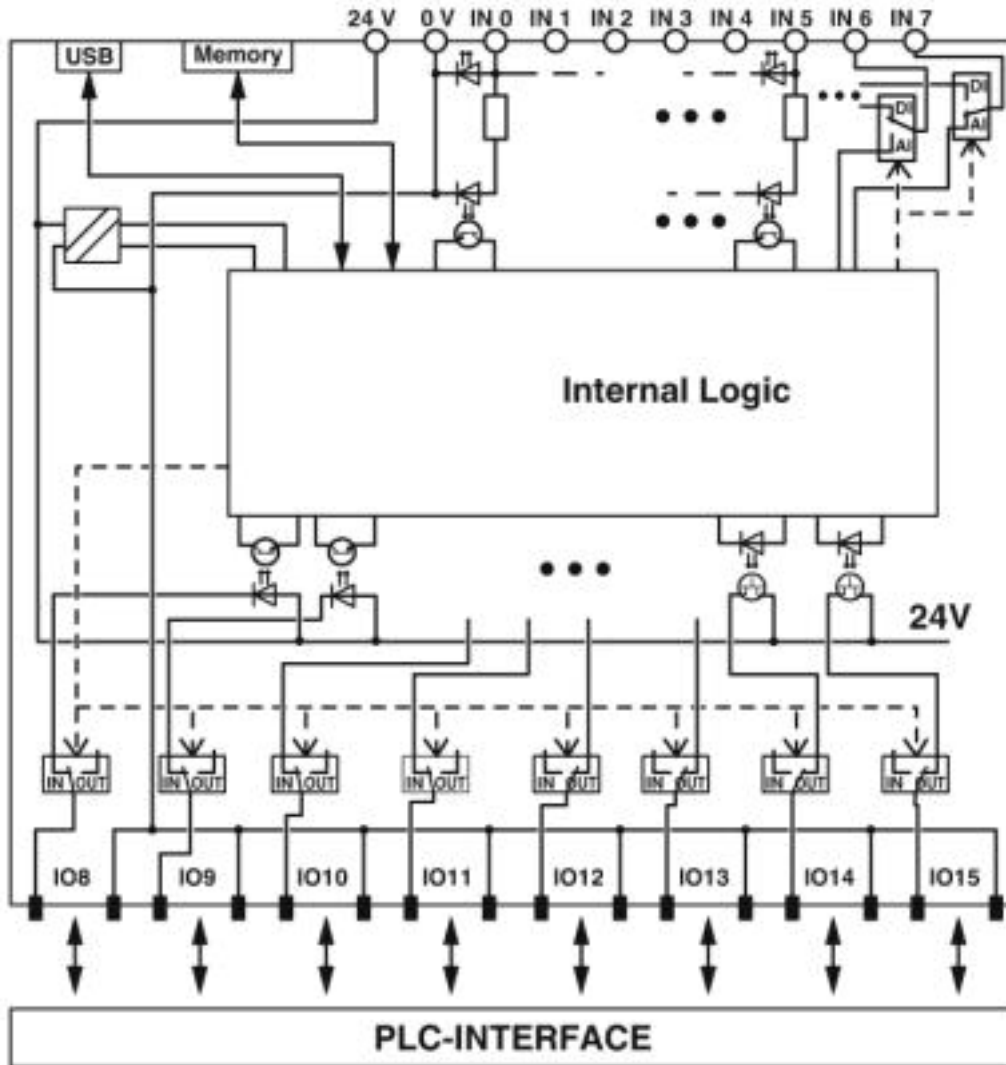 24 V 0 V IN 0 IN 1 IN 2 IN 3 IN 4 IN 5 IN 6 IN 7
USB Memory
DI
DI
AI
AI
Internal Logic
24V
IN OUT IN OUT IN OUT IN OUT IN OUT IN OUT IN OUT IN OUT
IO8 IO9 IO10 IO11 IO12 IO13 IO14 IO15
PLC-INTERFACE